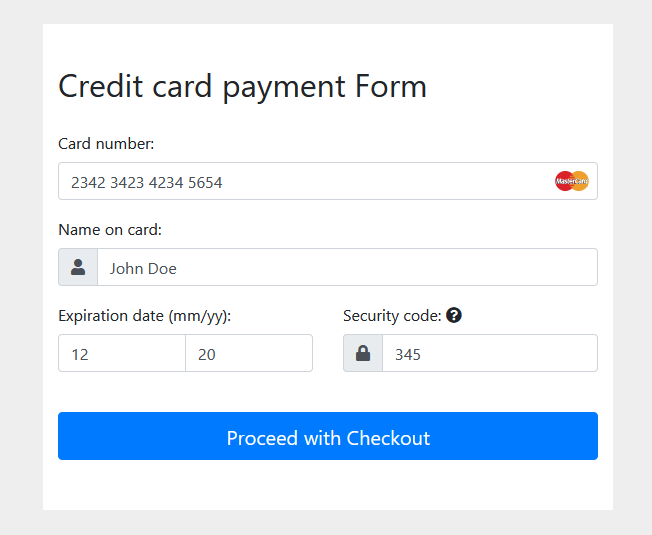 Credit card payment Form
Card number:
2342 3423 4234 5654 MasterCard
Name on card:
John Doe
Expiration date (mm/yy): Security code: ?
12 20 345
Proceed with Checkout